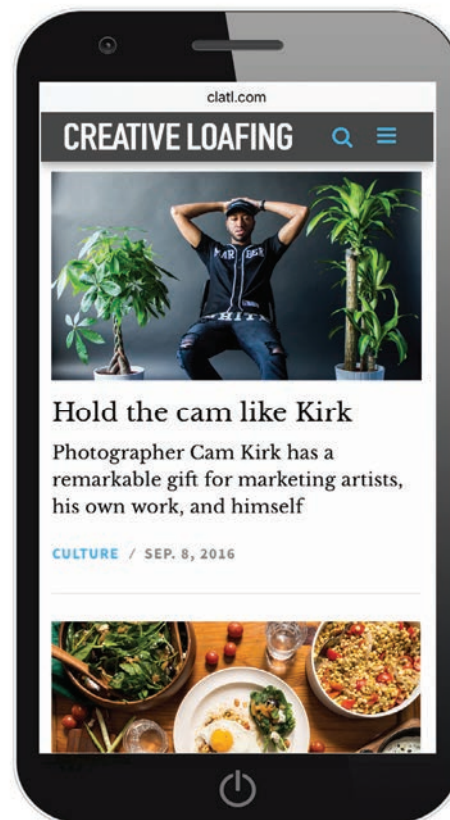 clatl.com
CREATIVE LOAFING
Hold the cam like Kirk
Photographer Cam Kirk has a
remarkable gift for marketing artists,
his own work, and himself
CULTURE / SEP. 8, 2016